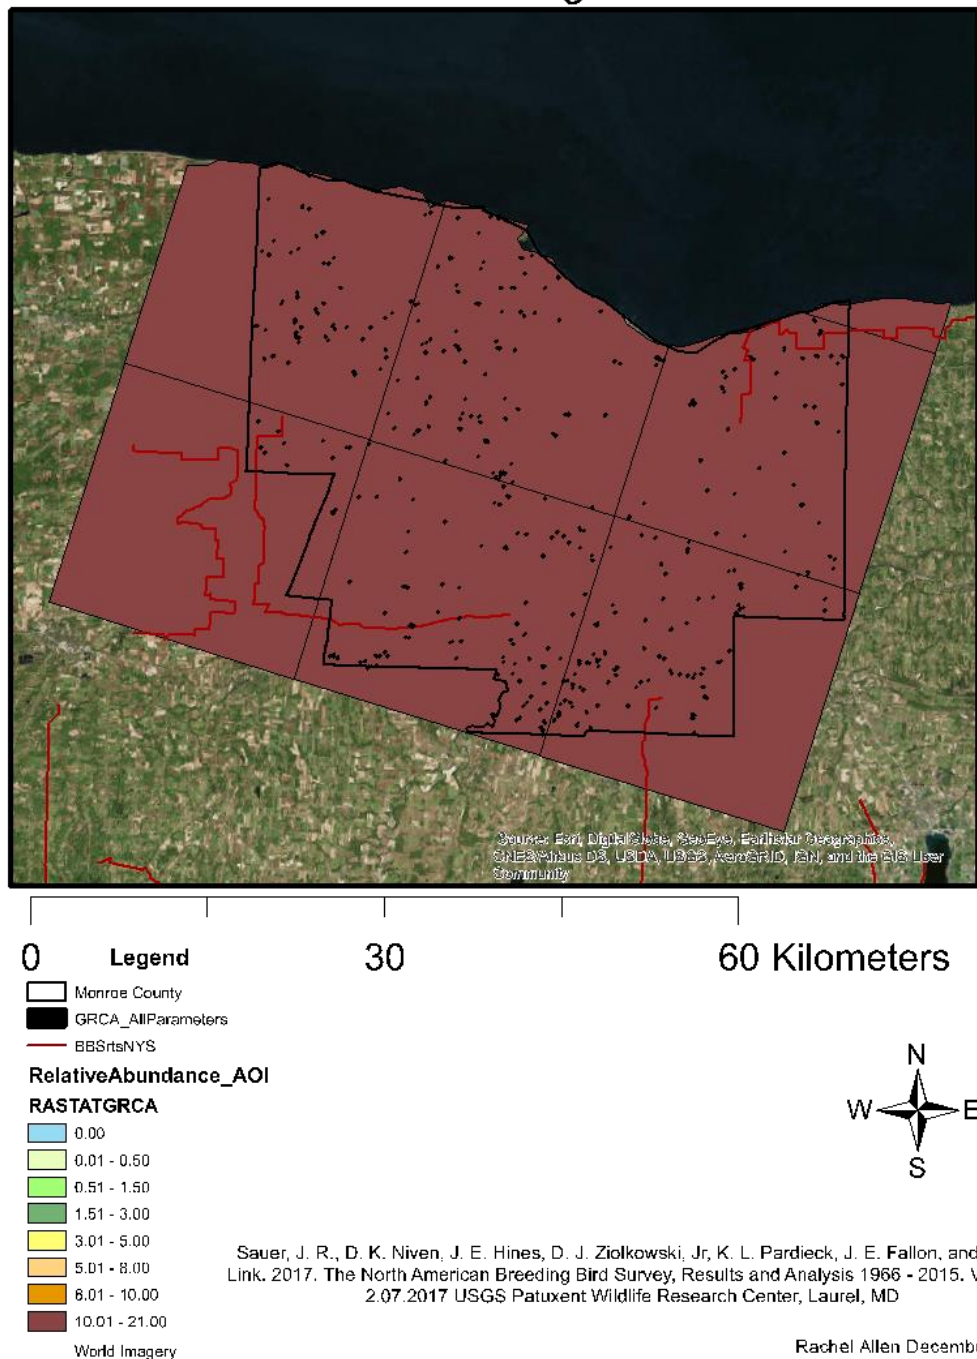 Source: Esri, DigitalGlobe, GeoEye, Earthstar Geographics,
CNES/Airbus DS, USDA, USGS, AeroGRID, IGN, and the GIS User
Community
0 30 60 Kilometers
Legend
Monroe County
GRCA_AllParameters
BBSrtsNYS
RelativeAbundance_AOI
RASTATGRCA
0.00
0.01 - 0.50
0.51 - 1.50
1.51 - 3.00
3.01 - 5.00
5.01 - 8.00
8.01 - 10.00
10.01 - 21.00
World Imagery
N
W E
S
Sauer, J. R., D. K. Niven, J. E. Hines, D. J. Ziolkowski, Jr, K. L. Pardieck, J. E. Fallon, and
Link. 2017. The North American Breeding Bird Survey, Results and Analysis 1966 - 2015. V
2.07.2017 USGS Patuxent Wildlife Research Center, Laurel, MD
Rachel Allen Decemb